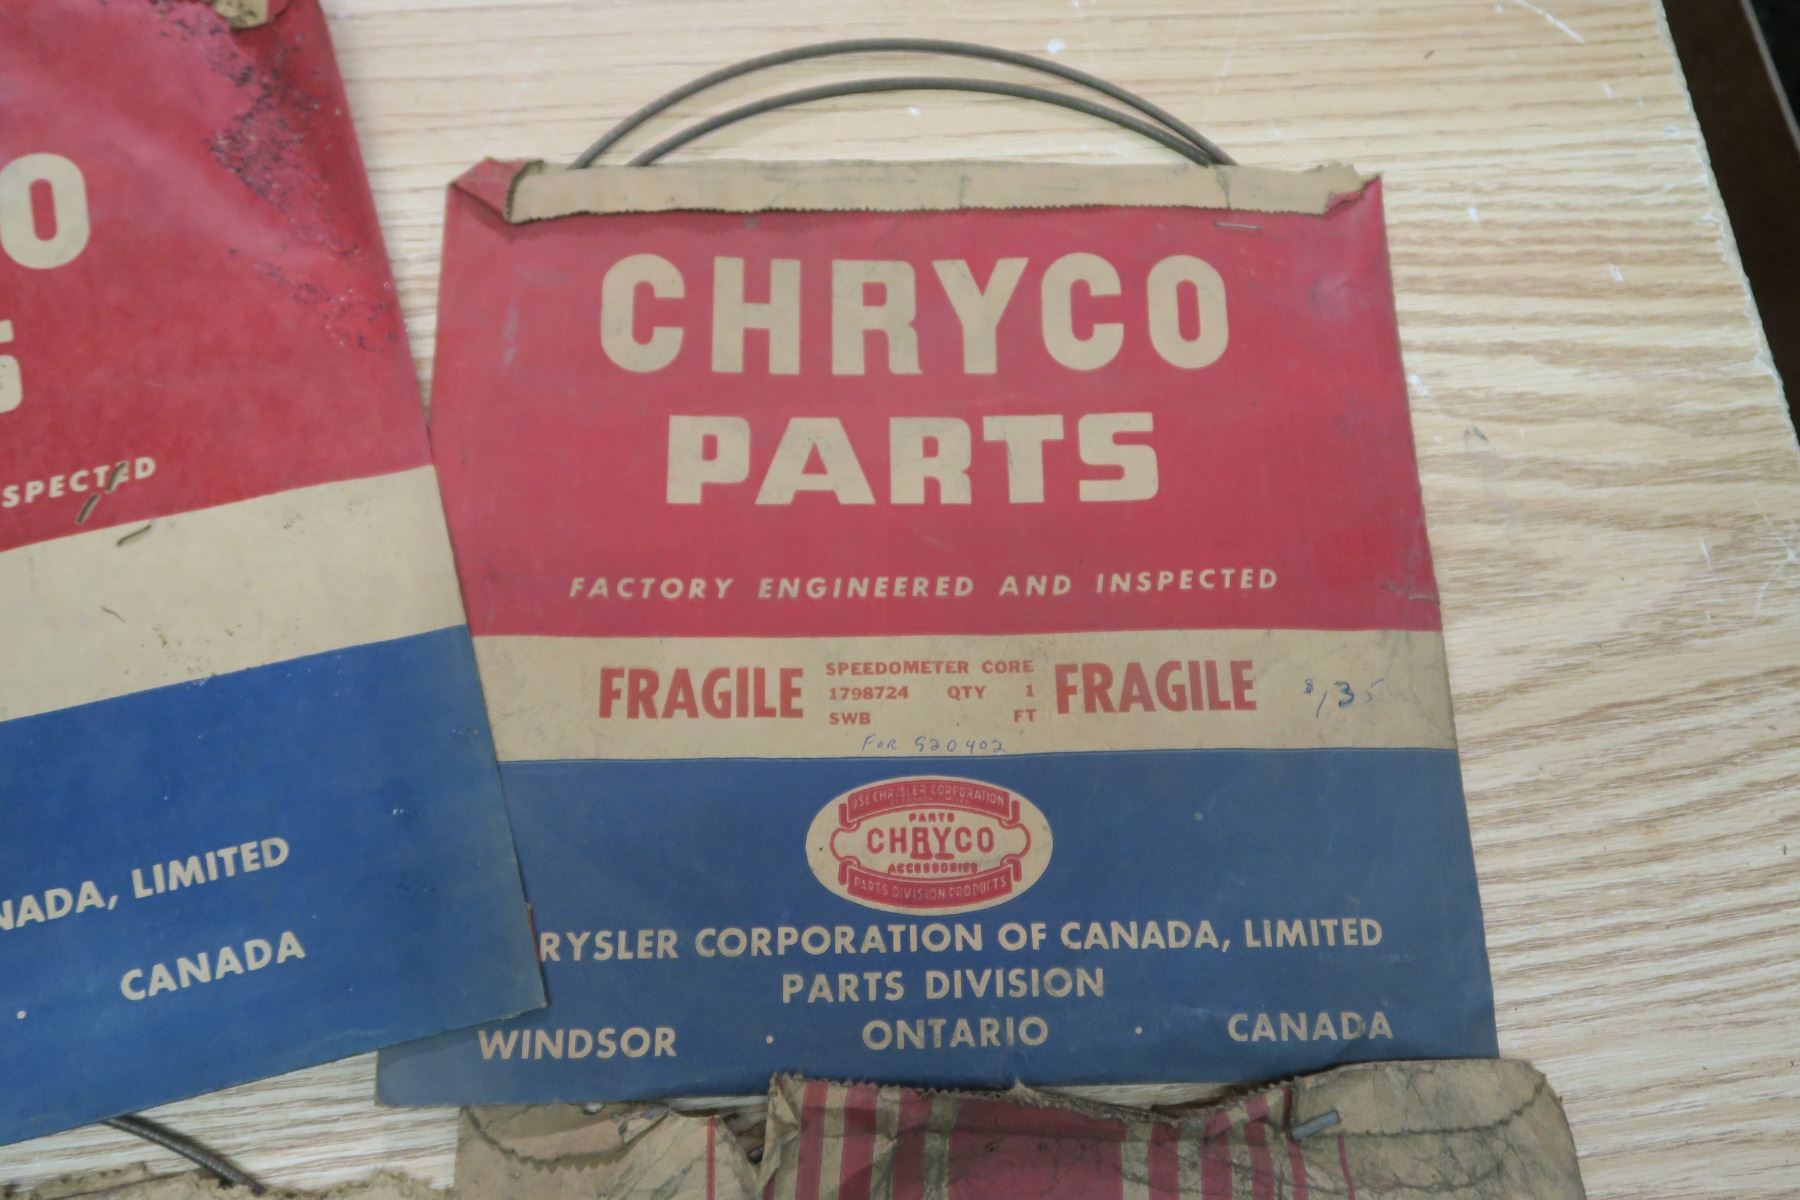 O
S
SPECTED
NADA, LIMITED
CANADA
CHRYCO
PARTS
FACTORY ENGINEERED AND INSPECTED
FRAGILE SPEEDOMETER CORE FRAGILE
1798724 QTY 1
SWB FT
$1.35
FOR 920402
USE CHRYSLER CORPORATION
PARTS
CHRYCO
ACCESSORIES
PARTS DIVISION PRODUCTS
RYSLER CORPORATION OF CANADA, LIMITED
PARTS DIVISION
WINDSOR · ONTARIO · CANADA